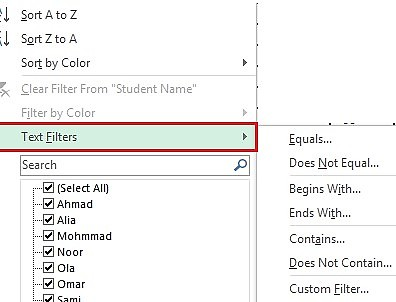 Sort A to Z
Sort Z to A
Sort by Color
Clear Filter From "Student Name"
Filter by Color
Text Filters
Search
(Select All)
Ahmad
Alia
Mohmmad
Noor
Ola
Omar
Sami
Equals...
Does Not Equal...
Begins With...
Ends With...
Contains...
Does Not Contain...
Custom Filter...